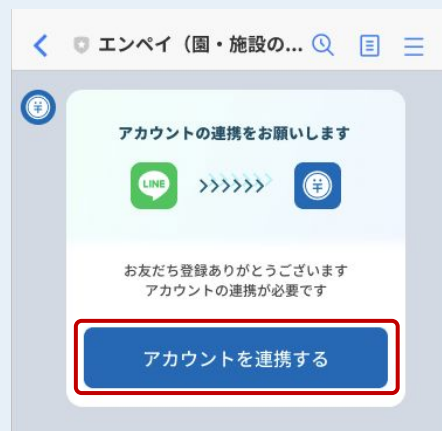 エンペイ（園・施設の...
アカウントの連携をお願いします
LINE
お友だち登録ありがとうございます
アカウントの連携が必要です
アカウントを連携する